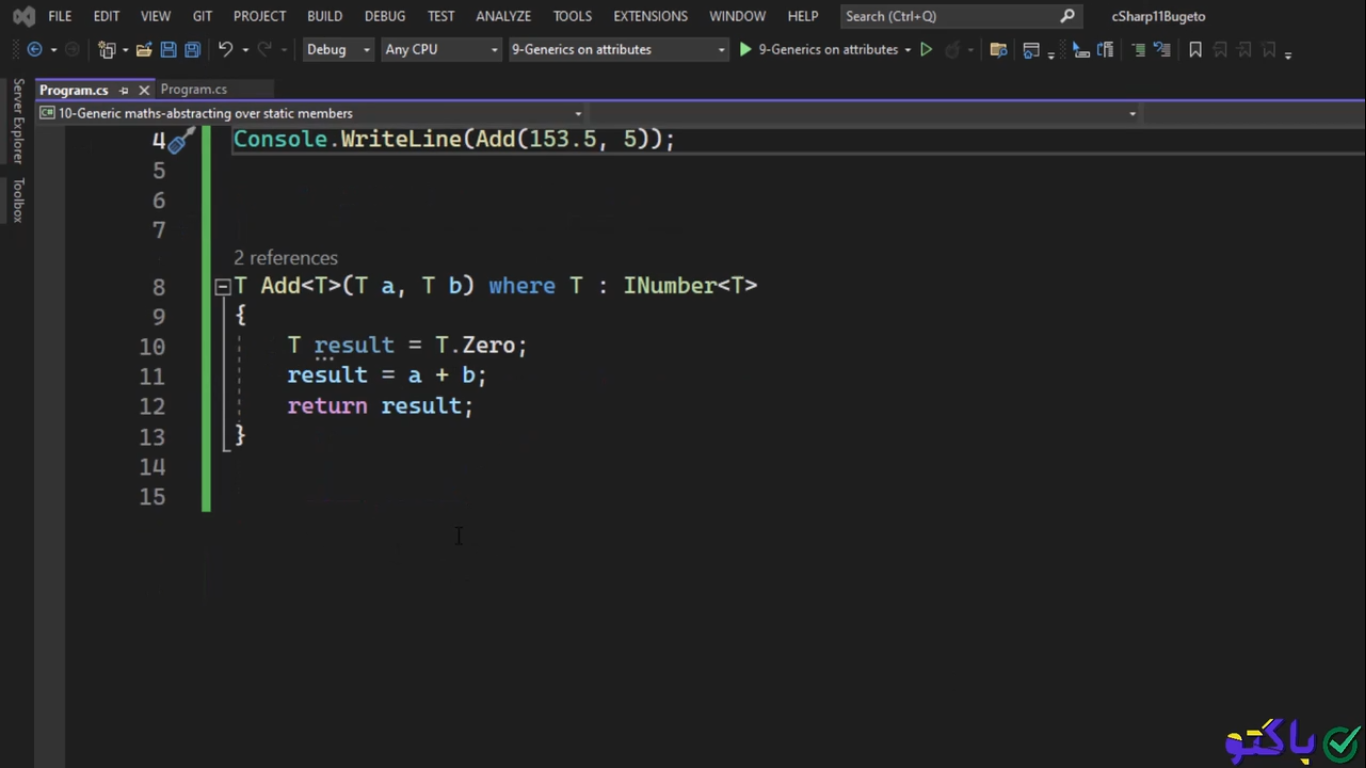 FILE EDIT VIEW GIT PROJECT BUILD DEBUG TEST ANALYZE TOOLS EXTENSIONS WINDOW HELP Search (Ctrl+Q) cSharp11Bugeto
Debug Any CPU 9-Generics on attributes 9-Generics on attributes
Server Explorer
Toolbox
Program.cs Program.cs
C# 10-Generic maths-abstracting over static members
4 Console.WriteLine(Add(153.5, 5));
5
6
7
2 references
8 T Add<T>(T a, T b) where T : INumber<T>
9 {
10 T result = T.Zero;
11 result = a + b;
12 return result;
13 }
14
15
باگتو